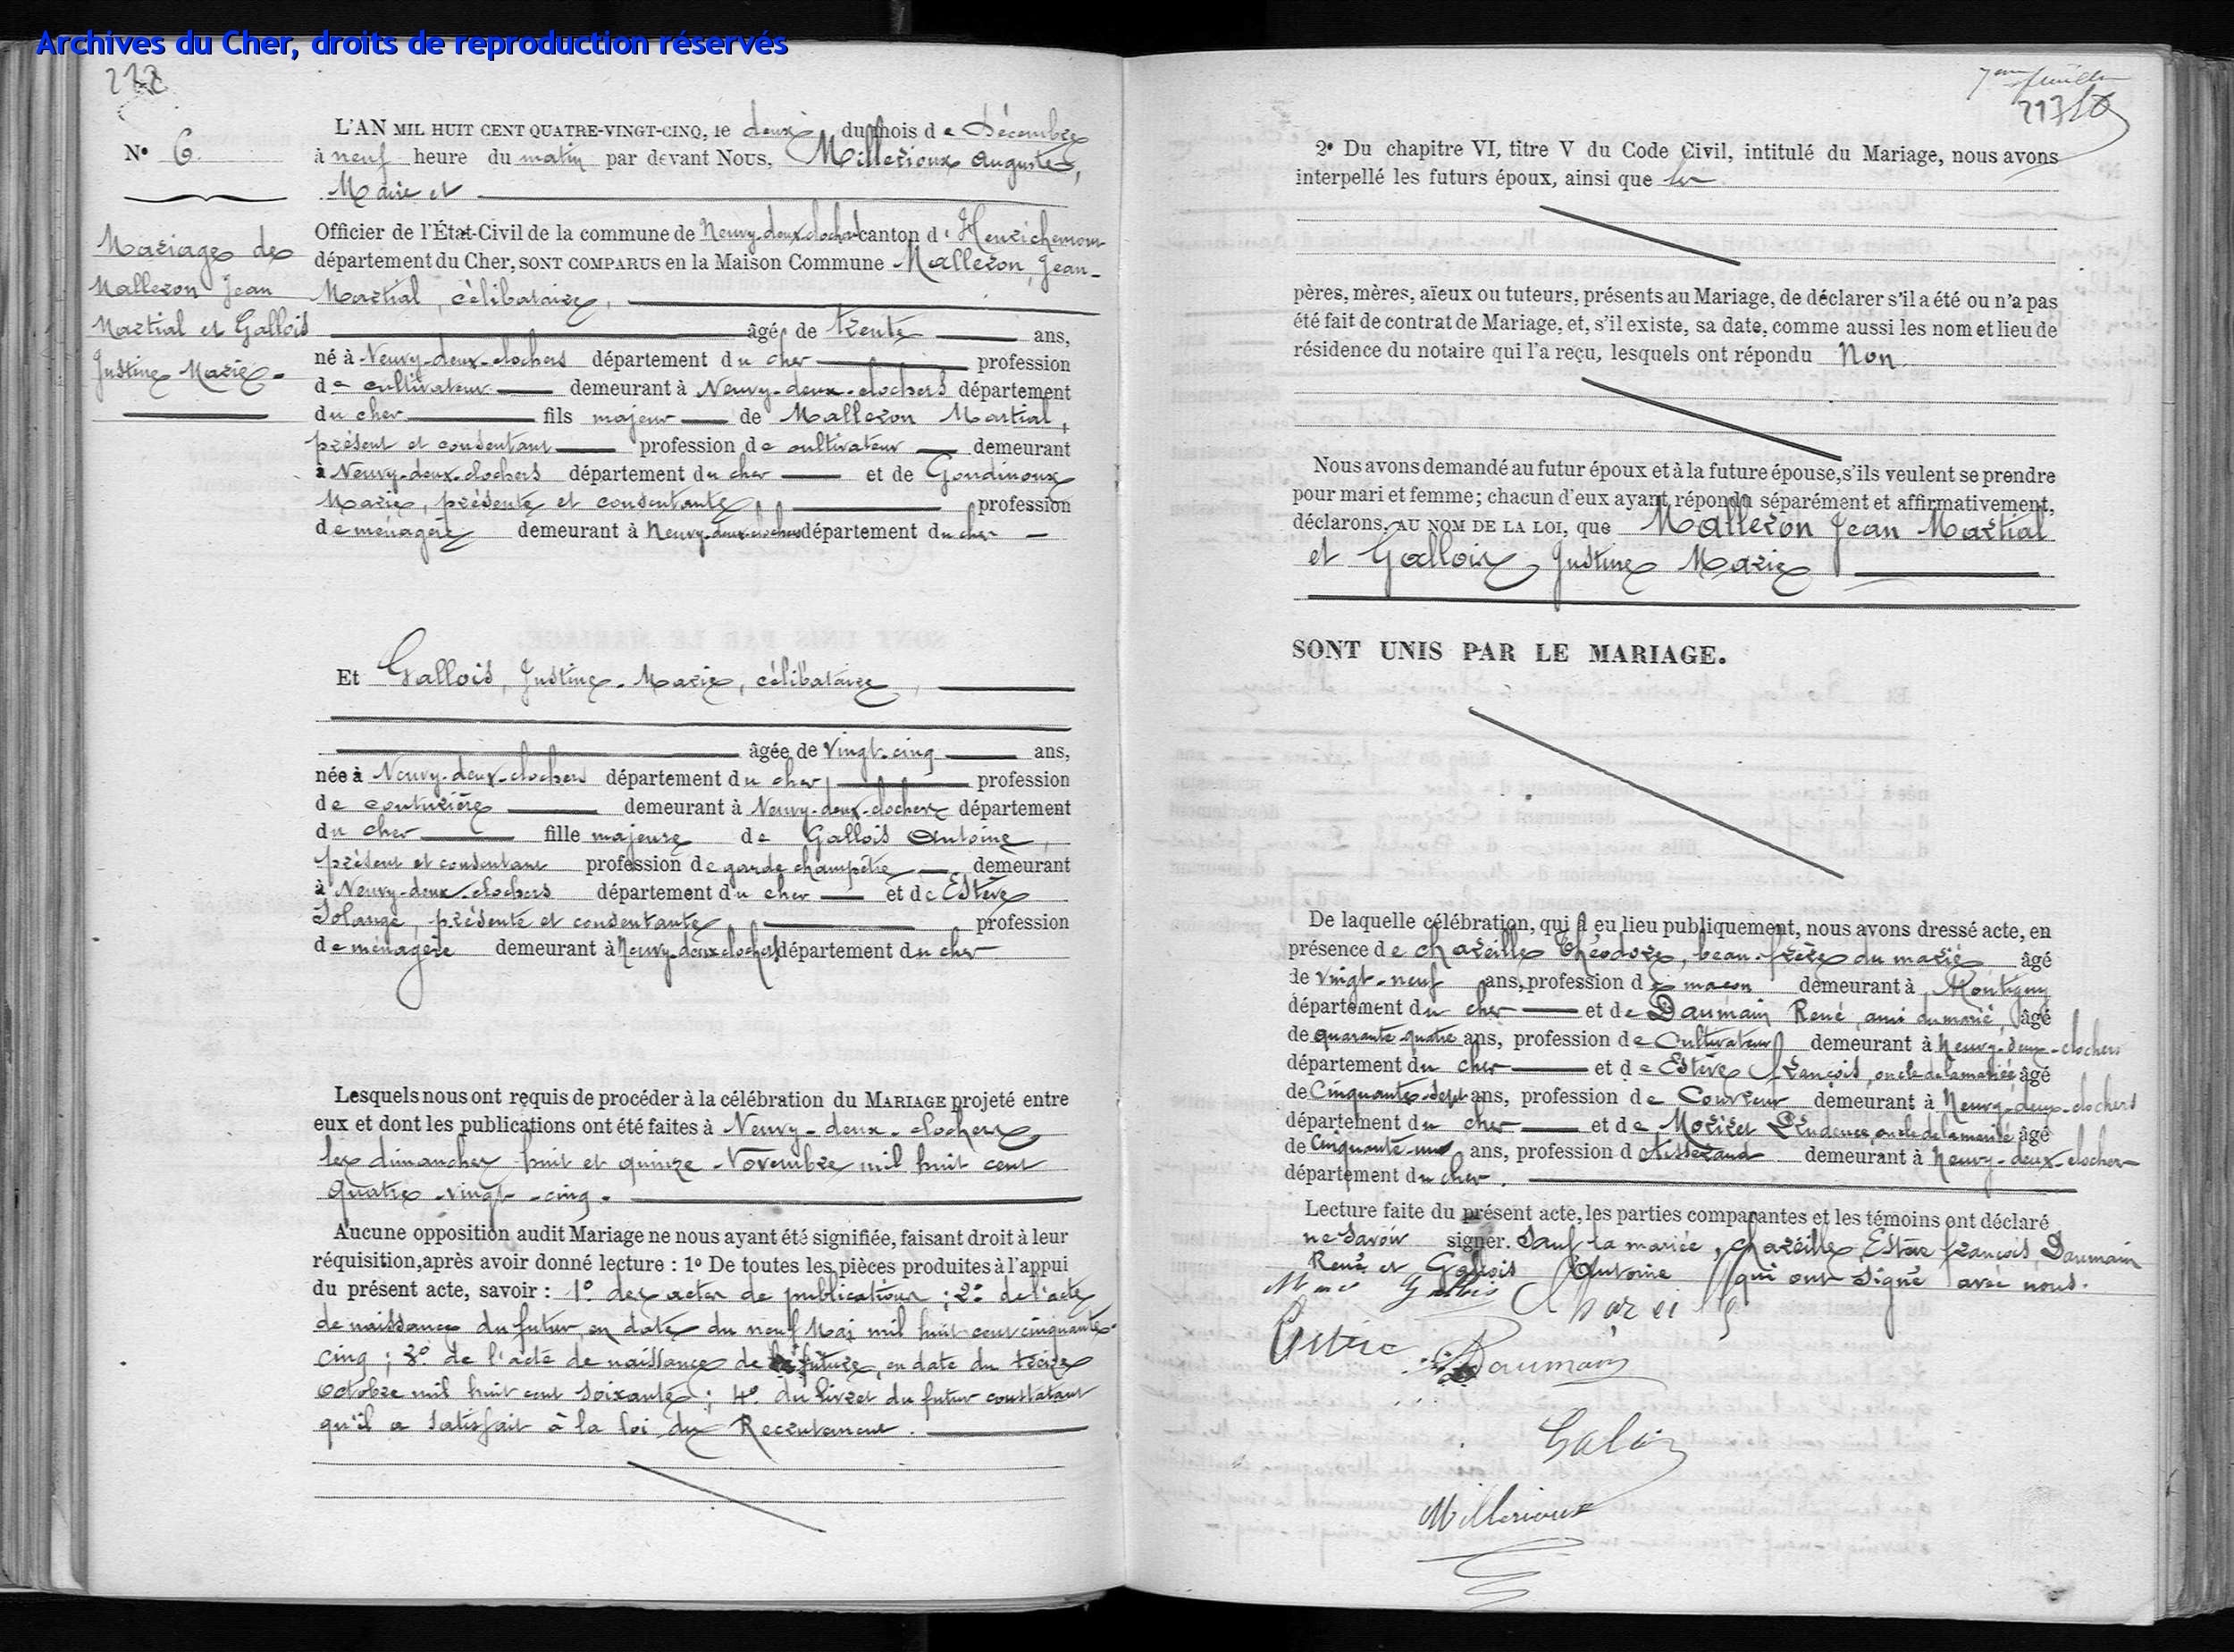 Archives du Cher, droits de reproduction réservés
N° 6.
Mariage de
Malleron Jean
Martial et Gallois
Justine Marie.
L'AN MIL HUIT CENT QUATRE-VINGT-CINQ, le deux du mois de Décembre
à neuf heure du matin par devant Nous, Millerioux Auguste,
Maire et
Officier de l'État-Civil de la commune de Neuvy-deux-clochers canton d'Henrichemont
département du Cher, SONT COMPARUS en la Maison Commune Malleron, Jean-
Martial, célibataire,
âgé de trente ans,
né à Neuvy-deux-clochers département du cher profession
de cultivateur demeurant à Neuvy-deux-clochers département
du cher fils majeur de Malleron Martial,
présent et consentant profession de cultivateur demeurant
à Neuvy-deux-clochers département du cher et de Gondinoux
Marie, présente et consentante, profession
de ménagère demeurant à Neuvy-deux-clochers département du cher
Et Gallois, Justine-Marie, célibataire,
âgée de vingt-cinq ans,
née à Neuvy-deux-clochers département du cher, profession
de couturière demeurant à Neuvy-deux-clochers département
du cher fille majeure de Gallois Antoine,
présent et consentant profession de garde champêtre demeurant
à Neuvy-deux-clochers département du cher et de Estève
Solange, présente et consentante, profession
de ménagère demeurant à Neuvy-deux-clochers département du cher
Lesquels nous ont requis de procéder à la célébration du MARIAGE projeté entre
eux et dont les publications ont été faites à Neuvy-deux-clochers
les dimanches huit et quinze Novembre mil huit cent
quatre-vingt-cinq.
Aucune opposition audit Mariage ne nous ayant été signifiée, faisant droit à leur
réquisition, après avoir donné lecture : 1° De toutes les pièces produites à l'appui
du présent acte, savoir : 1° des actes de publications ; 2° de l'acte
de naissance du futur, en date du neuf Mai mil huit cent cinquante-
cinq ; 3° de l'acte de naissance de la future, en date du treize
octobre mil huit cent soixante ; 4° du livret du futur constatant
qu'il a satisfait à la loi du Recrutement.
7eme feuillet
213
2° Du chapitre VI, titre V du Code Civil, intitulé du Mariage, nous avons
interpellé les futurs époux, ainsi que les
pères, mères, aïeux ou tuteurs, présents au Mariage, de déclarer s'il a été ou n'a pas
été fait de contrat de Mariage, et, s'il existe, sa date, comme aussi les nom et lieu de
résidence du notaire qui l'a reçu, lesquels ont répondu Non.
Nous avons demandé au futur époux et à la future épouse, s'ils veulent se prendre
pour mari et femme ; chacun d'eux ayant répondu séparément et affirmativement,
déclarons, AU NOM DE LA LOI, que Malleron Jean Martial
et Gallois, Justine Marie
SONT UNIS PAR LE MARIAGE.
De laquelle célébration, qui a eu lieu publiquement, nous avons dressé acte, en
présence de chareille Théodore, beau-frère du marié âgé
de vingt-neuf ans, profession de maçon demeurant à Montigny
département du cher et de Daumain René, ami du marié, âgé
de quarante-quatre ans, profession de Cultivateur demeurant à Neuvy-deux-clochers
département du cher et de Estève François, oncle de la mariée âgé
de Cinquante-sept ans, profession de Couvreur demeurant à Neuvy-deux-clochers
département du cher et de Morizet Prudence, oncle de la mariée âgé
de Cinquante-un ans, profession de tisserand demeurant à Neuvy-deux-clochers
département du cher.
Lecture faite du présent acte, les parties comparantes et les témoins ont déclaré
ne savoir signer. Sauf la mariée, chareille, Estève François, Daumain
René et Gallois Antoine qui ont signé avec nous.
Gallois Chareille
Estève Daumain
Galois
Millerioux